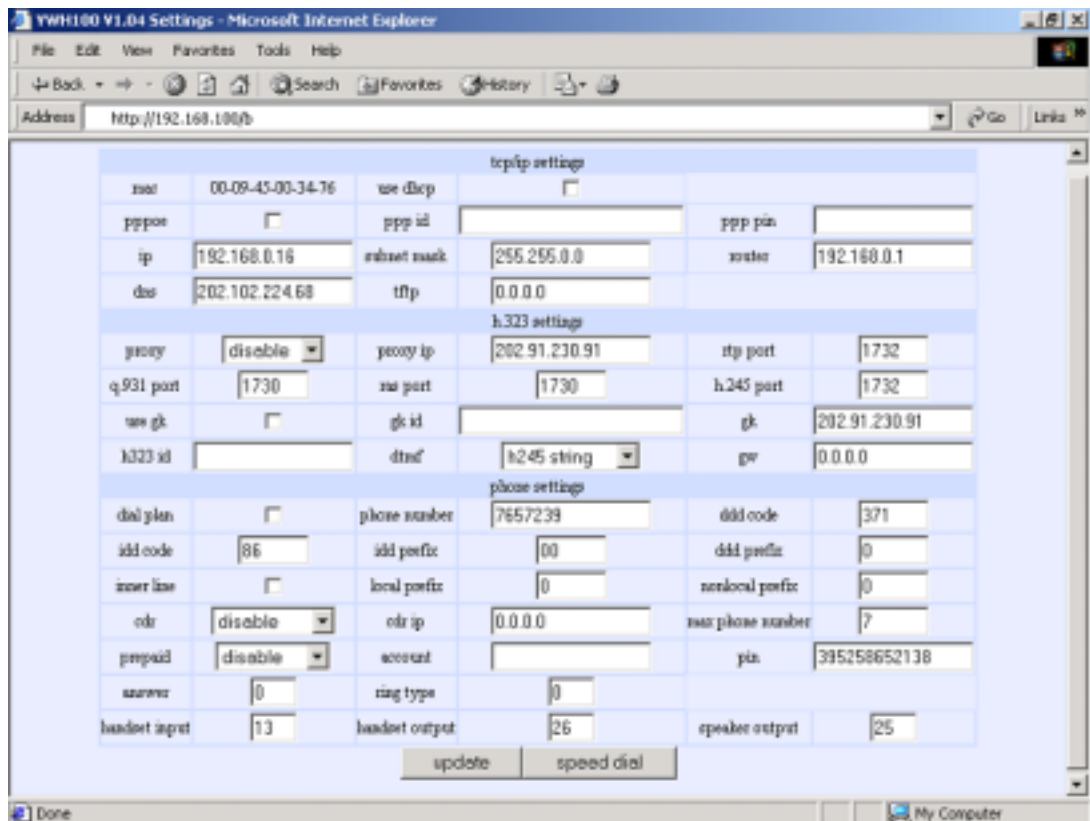 YWH100 V1.04 Settings - Microsoft Internet Explorer
File Edit View Favorites Tools Help
Back Search Favorites History
Address http://192.168.100/b Go Links »
tcp/ip settings
mac 00-09-45-00-34-76 use dhcp
pppoe ppp id ppp pin
ip 192.168.0.16 subnet mask 255.255.0.0 router 192.168.0.1
dns 202.102.224.68 tftp 0.0.0.0
h.323 settings
proxy disable proxy ip 202.91.230.91 rtp port 1732
q.931 port 1730 ras port 1730 h.245 port 1732
use gk gk id gk 202.91.230.91
h323 id dtmf h245 string gw 0.0.0.0
phone settings
dial plan phone number 7657239 ddd code 371
idd code 86 idd prefix 00 ddd prefix 0
inner line local prefix 0 nonlocal prefix 0
cdr disable cdr ip 0.0.0.0 max phone number 7
prepaid disable account pin 395258652138
answer 0 ring type 0
handset input 13 handset output 26 speaker output 25
update speed dial
Done My Computer